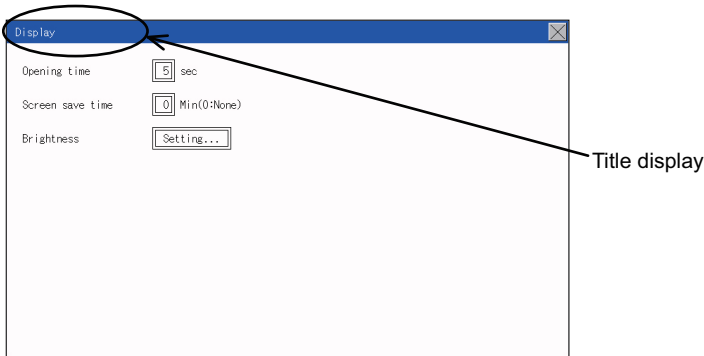 Display
Opening time 5 sec
Screen save time 0 Min(0:None)
Brightness Setting...
Title display